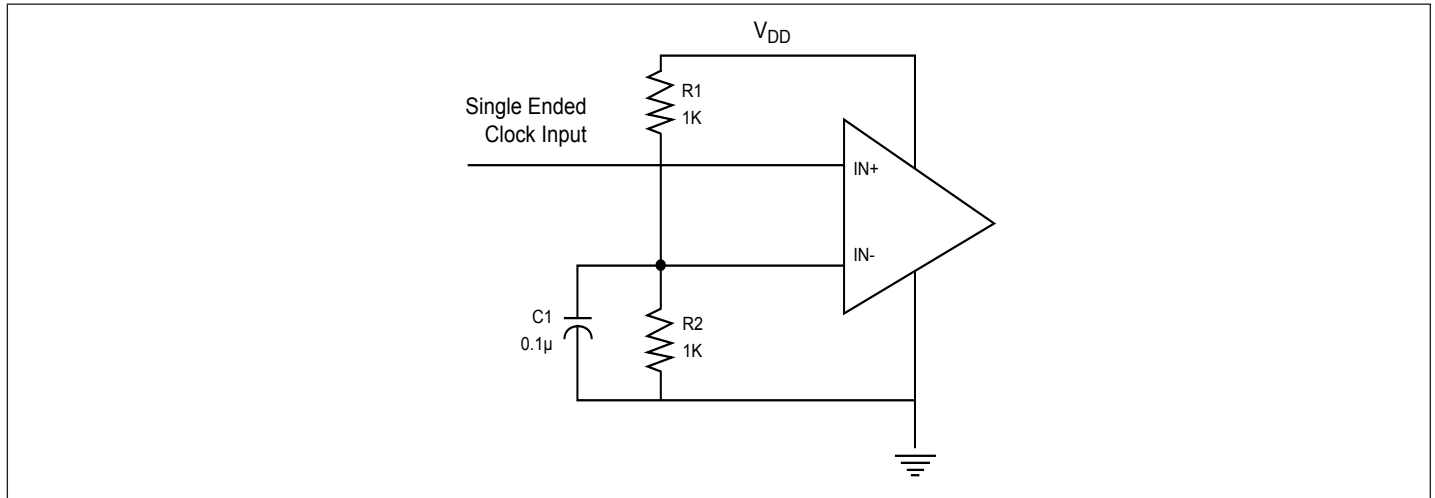 V_DD
R1
1K
Single Ended
Clock Input
IN+
IN-
C1
0.1µ
R2
1K